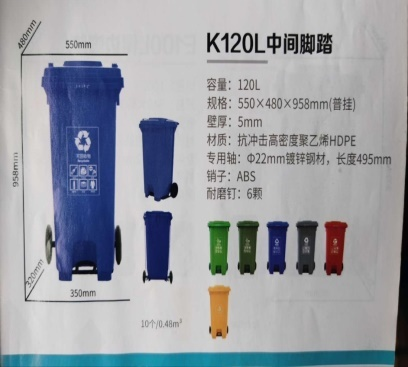 K120L中间脚踏
480mm
550mm
容量：120L
规格：550×480×958mm(普挂)
壁厚：5mm
材质：抗冲击高密度聚乙烯HDPE
专用轴：Φ22mm镀锌钢材，长度495mm
销子：ABS
耐磨钉：6颗
958mm
320mm
350mm
10个/0.48m³